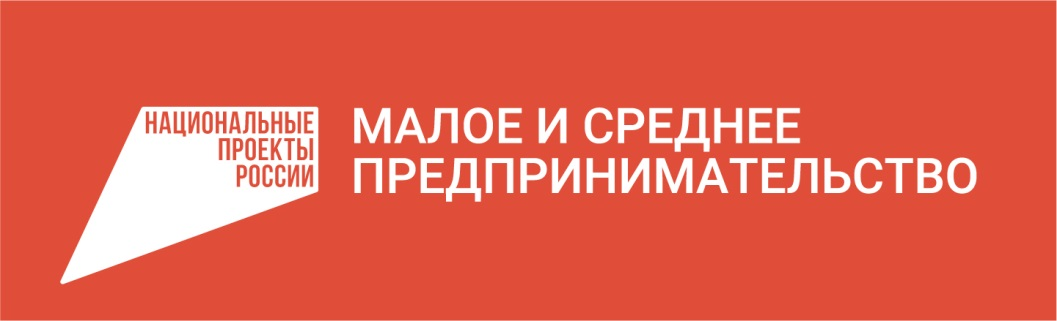 НАЦИОНАЛЬНЫЕ
ПРОЕКТЫ
РОССИИ
МАЛОЕ И СРЕДНЕЕ
ПРЕДПРИНИМАТЕЛЬСТВО